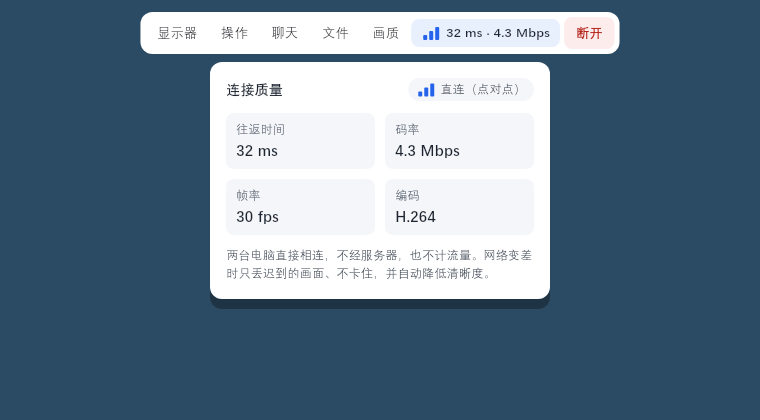 显示器 操作 聊天 文件 画质 32 ms · 4.3 Mbps 断开
连接质量 直连（点对点）
往返时间 码率
32 ms 4.3 Mbps
帧率 编码
30 fps H.264
两台电脑直接相连，不经服务器，也不计流量。网络变差
时只丢迟到的画面、不卡住，并自动降低清晰度。